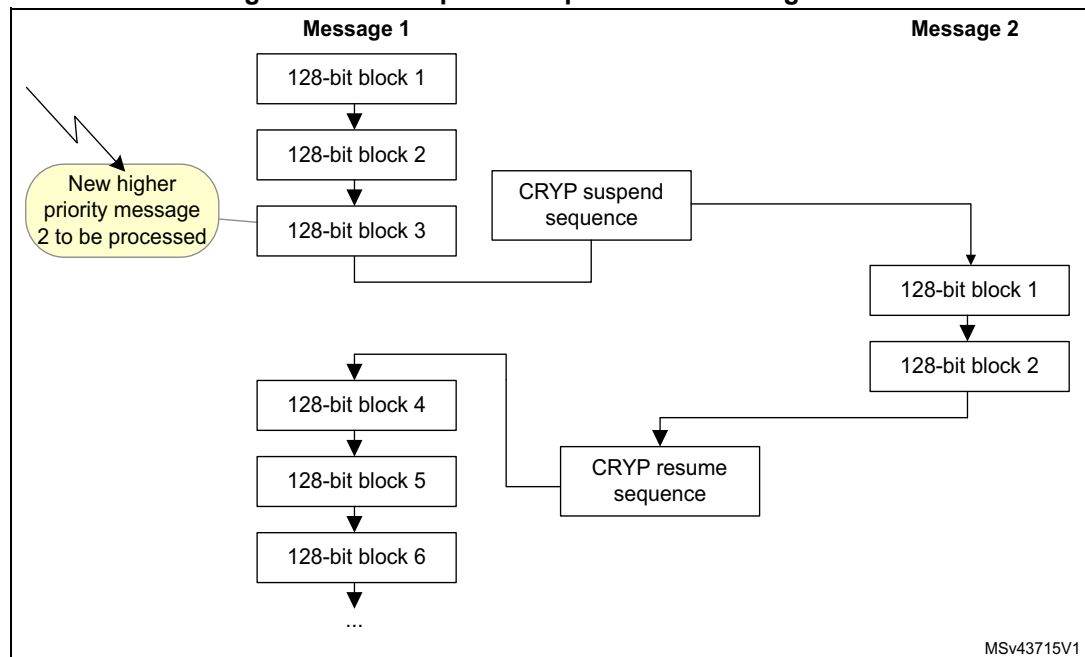 Message 1
Message 2
128-bit block 1
128-bit block 2
New higher
priority message
2 to be processed
128-bit block 3
CRYP suspend
sequence
128-bit block 1
128-bit block 2
128-bit block 4
CRYP resume
sequence
128-bit block 5
128-bit block 6
...
MSv43715V1